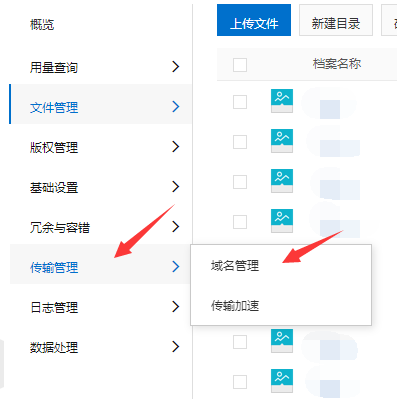 概览
用量查询
文件管理
版权管理
基础设置
冗余与容错
传输管理
日志管理
数据处理
上传文件
新建目录
档案名称
域名管理
传输加速